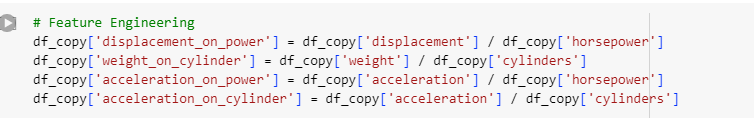 # Feature Engineering
df_copy['displacement_on_power'] = df_copy['displacement'] / df_copy['horsepower']
df_copy['weight_on_cylinder'] = df_copy['weight'] / df_copy['cylinders']
df_copy['acceleration_on_power'] = df_copy['acceleration'] / df_copy['horsepower']
df_copy['acceleration_on_cylinder'] = df_copy['acceleration'] / df_copy['cylinders']